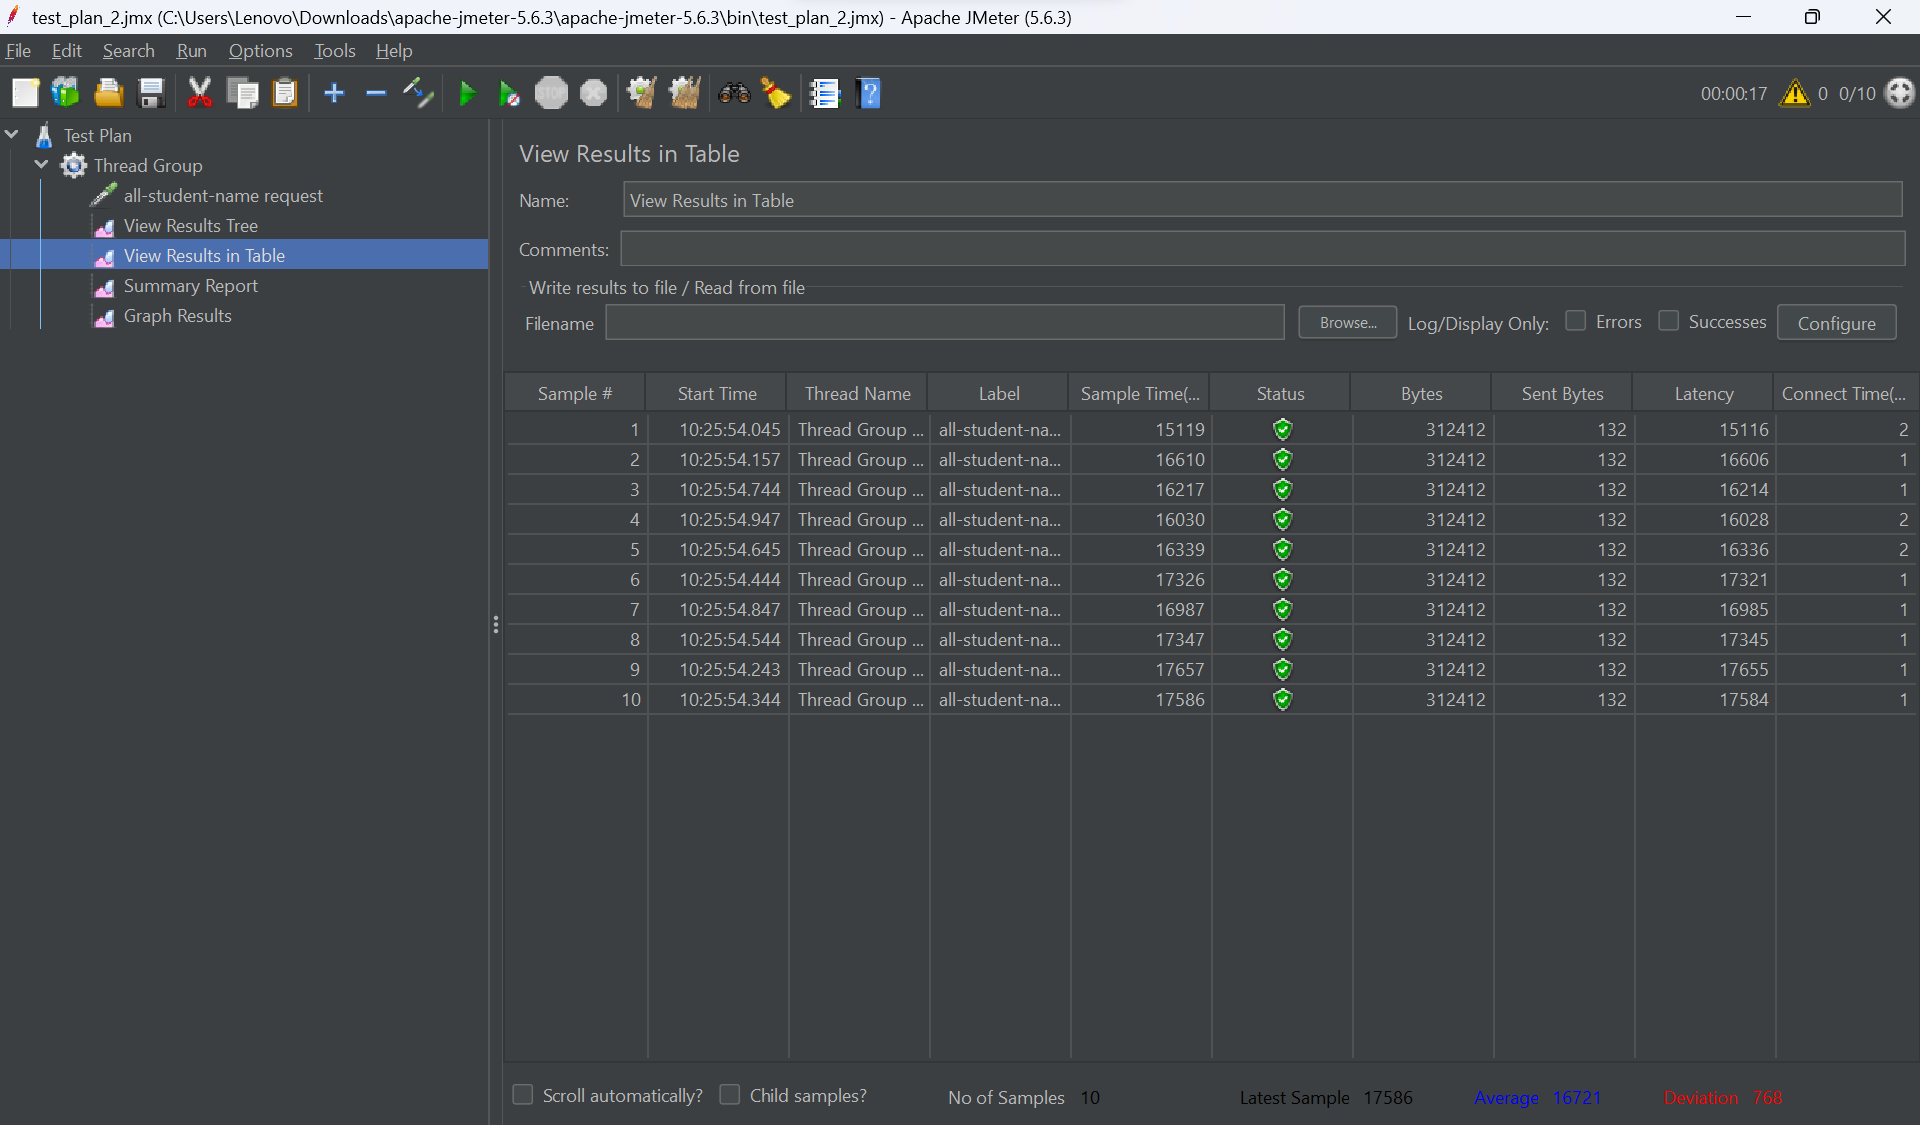 test_plan_2.jmx (C:\Users\Lenovo\Downloads\apache-jmeter-5.6.3\apache-jmeter-5.6.3\bin\test_plan_2.jmx) - Apache JMeter (5.6.3)
File Edit Search Run Options Tools Help
STOP ? 00:00:17 0 0/10
Test Plan
Thread Group
all-student-name request
View Results Tree
View Results in Table
Summary Report
Graph Results
View Results in Table
Name: View Results in Table
Comments:
Write results to file / Read from file
Filename Browse... Log/Display Only: Errors Successes Configure
Sample # Start Time Thread Name Label Sample Time(... Status Bytes Sent Bytes Latency Connect Time(...
1 10:25:54.045 Thread Group ... all-student-na... 15119 312412 132 15116 2
2 10:25:54.157 Thread Group ... all-student-na... 16610 312412 132 16606 1
3 10:25:54.744 Thread Group ... all-student-na... 16217 312412 132 16214 1
4 10:25:54.947 Thread Group ... all-student-na... 16030 312412 132 16028 2
5 10:25:54.645 Thread Group ... all-student-na... 16339 312412 132 16336 2
6 10:25:54.444 Thread Group ... all-student-na... 17326 312412 132 17321 1
7 10:25:54.847 Thread Group ... all-student-na... 16987 312412 132 16985 1
8 10:25:54.544 Thread Group ... all-student-na... 17347 312412 132 17345 1
9 10:25:54.243 Thread Group ... all-student-na... 17657 312412 132 17655 1
10 10:25:54.344 Thread Group ... all-student-na... 17586 312412 132 17584 1
Scroll automatically? Child samples? No of Samples 10 Latest Sample 17586 Average 16721 Deviation 768